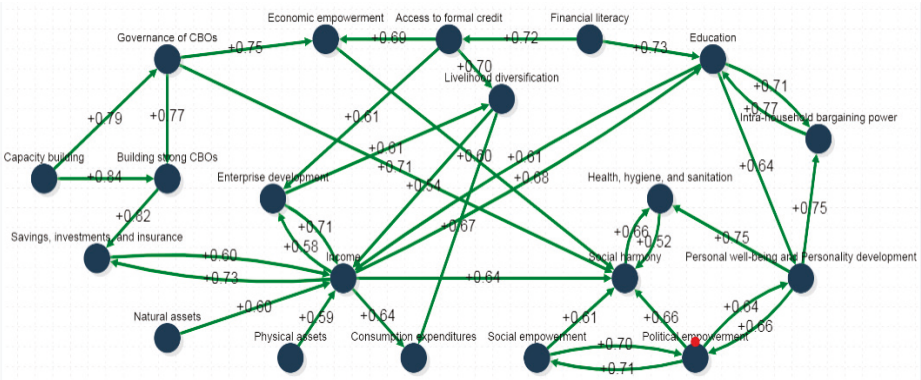 Economic empowerment
Access to formal credit
Financial literacy
Governance of CBOs
Education
+0.75
+0.69
+0.72
+0.73
+0.70
Livelihood diversification
+0.71
+0.77
Intra-household bargaining power
+0.79
+0.77
+0.61
+0.61
+0.60
+0.61
+0.64
Capacity building
Building strong CBOs
+0.84
Enterprise development
+0.71
+0.54
+0.68
Health, hygiene, and sanitation
+0.82
+0.75
Savings, investments, and insurance
+0.71
+0.67
+0.66
+0.52
+0.75
+0.60
+0.58
Income
Social harmony
Personal well-being and Personality development
+0.73
+0.64
Natural assets
+0.60
Physical assets
+0.59
+0.64
Consumption expenditures
+0.61
Social empowerment
+0.66
Political empowerment
+0.64
+0.66
+0.70
+0.71